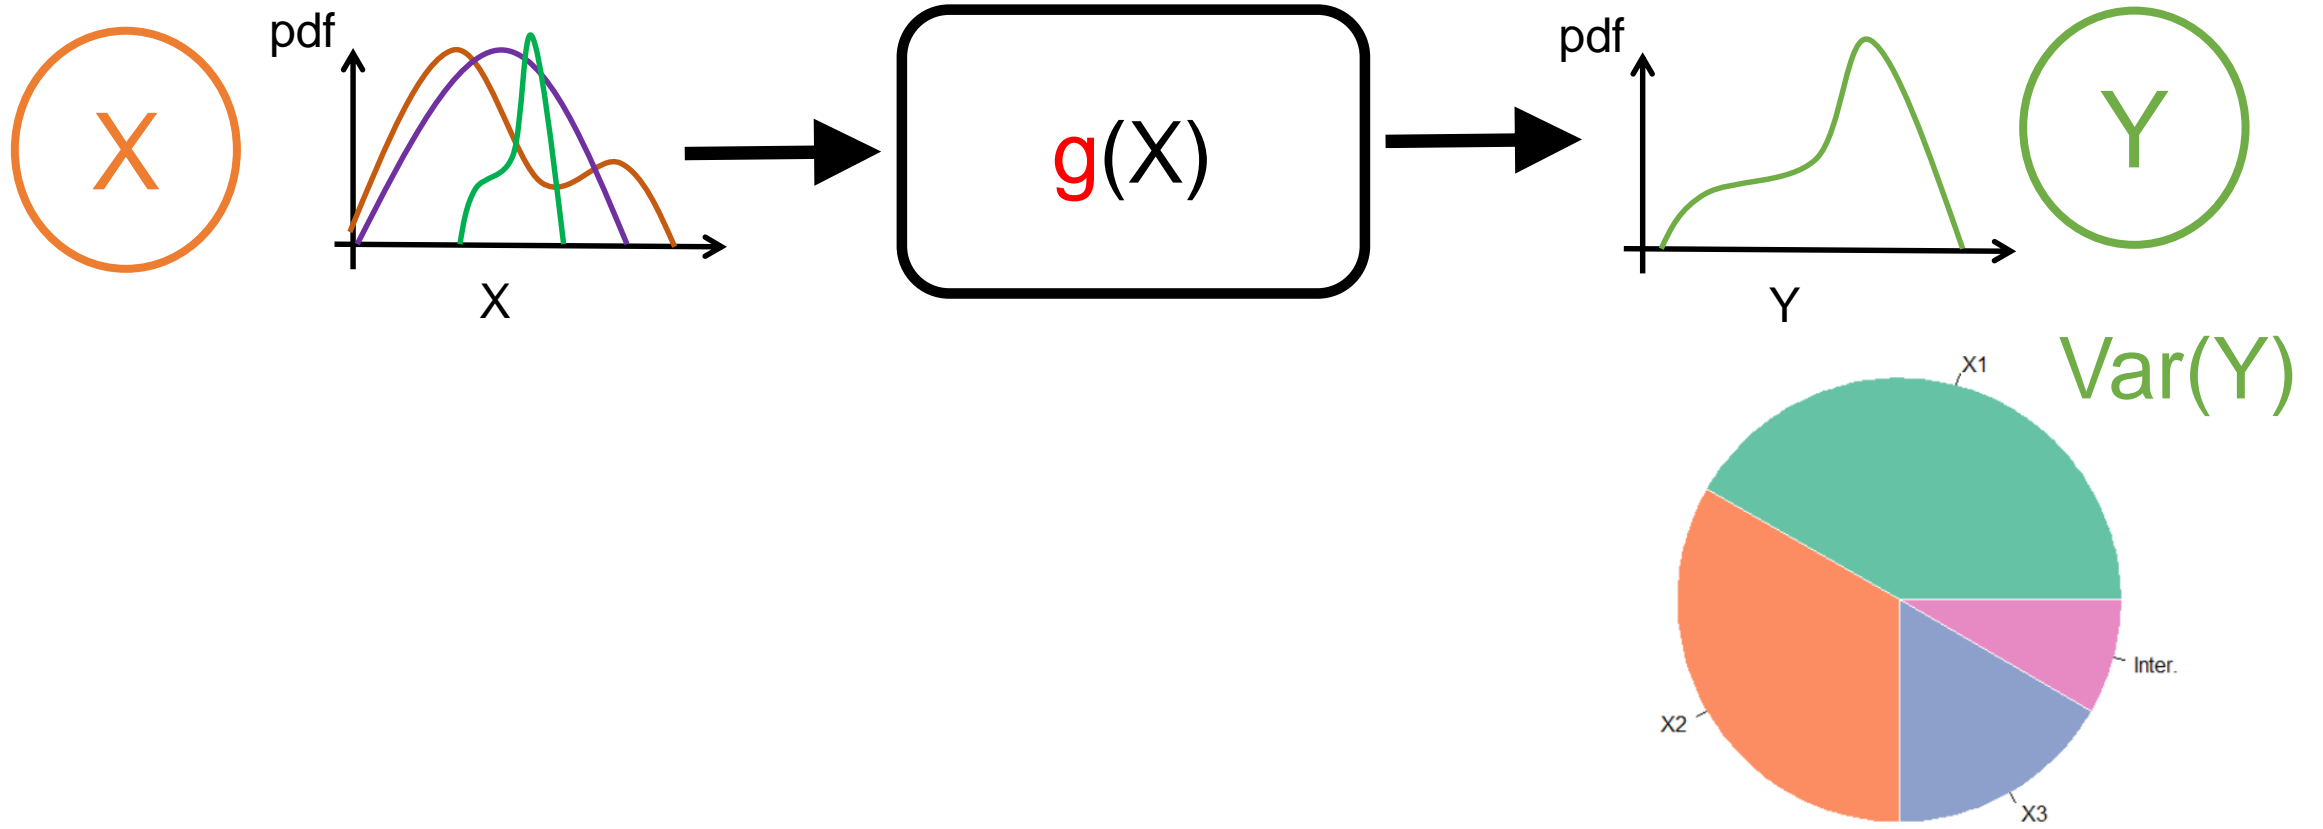 X
pdf
X
g(X)
pdf
Y
Y
Var(Y)
X1
Inter.
X2
X3